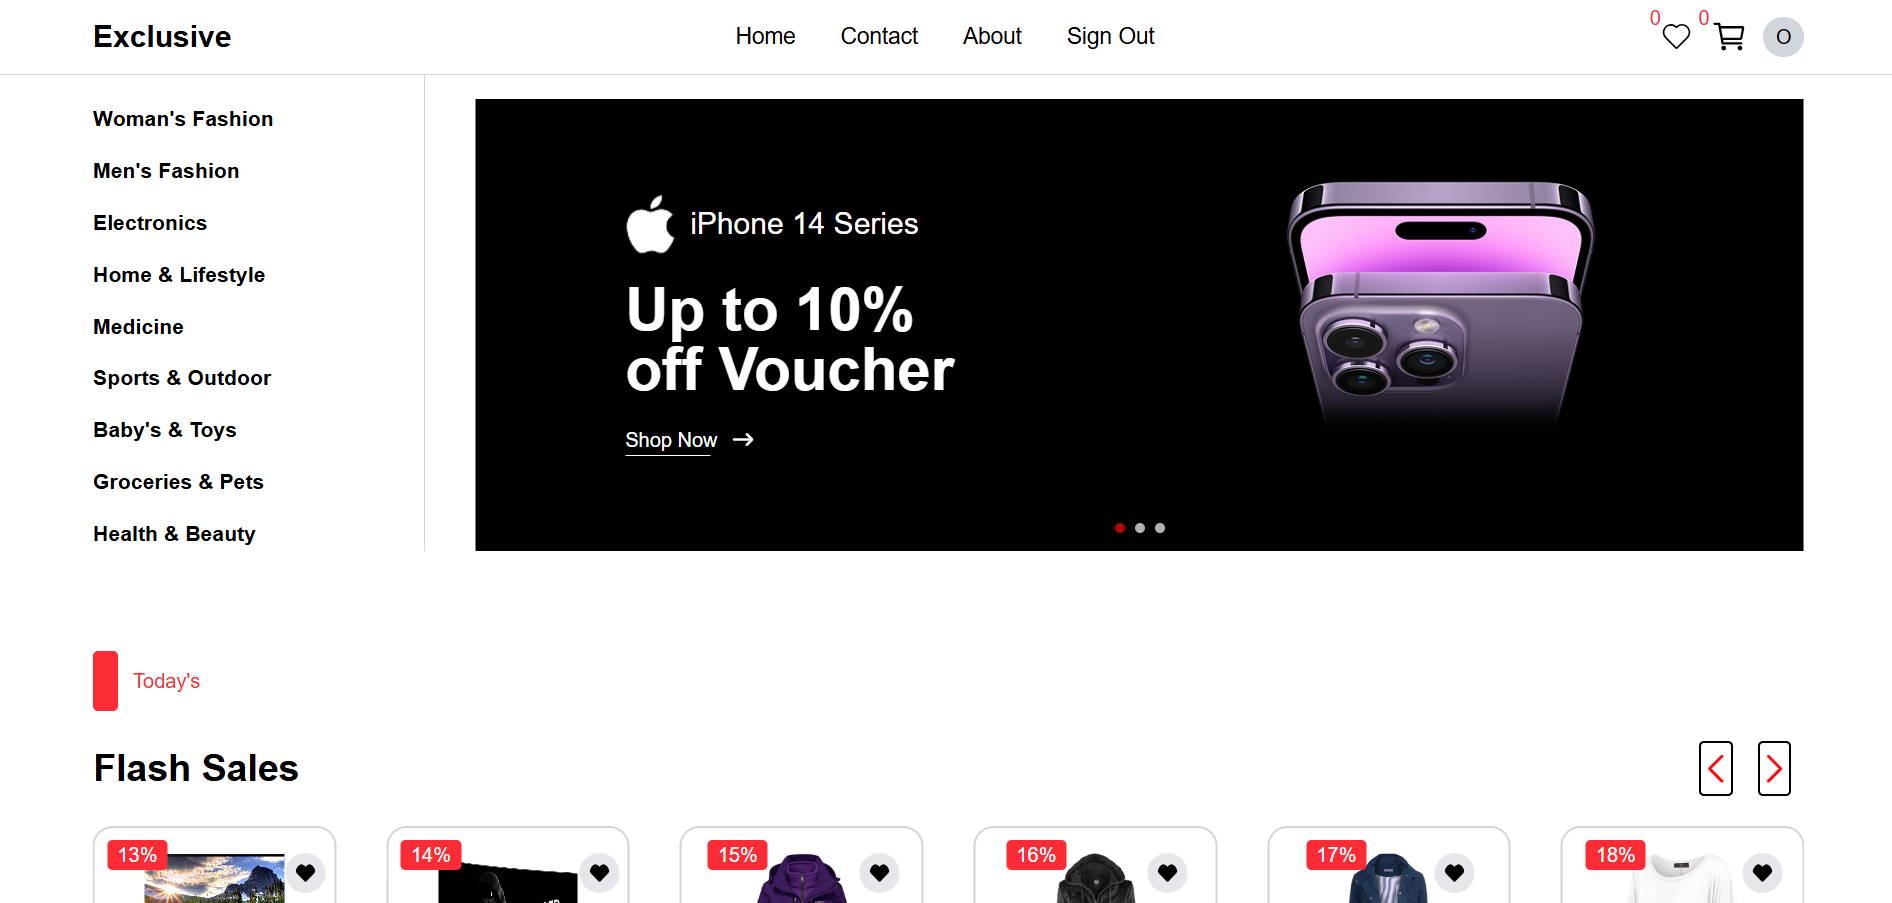 Exclusive
Home
Contact
About
Sign Out
0
0
O
Woman's Fashion
Men's Fashion
Electronics
Home & Lifestyle
Medicine
Sports & Outdoor
Baby's & Toys
Groceries & Pets
Health & Beauty
iPhone 14 Series
Up to 10%
off Voucher
Shop Now
Today's
Flash Sales
13%
14%
15%
16%
17%
18%